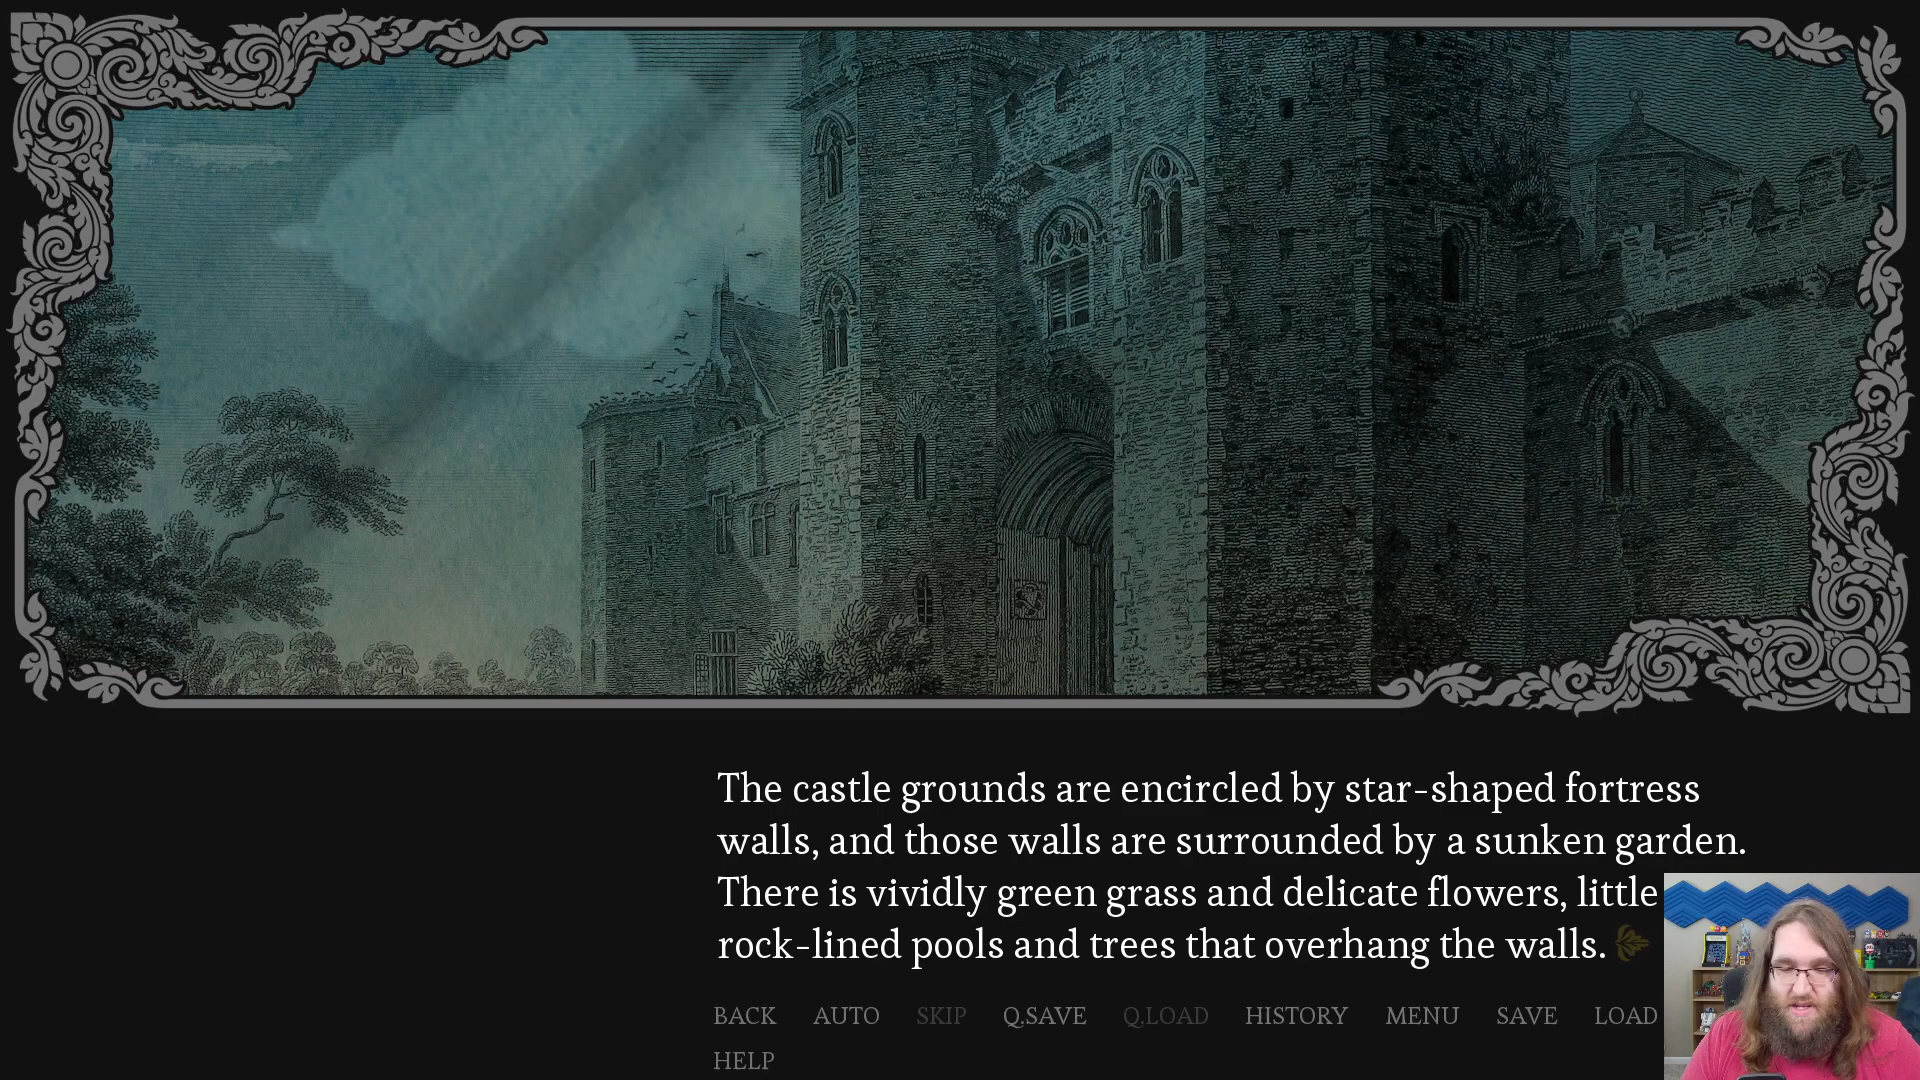 The castle grounds are encircled by star-shaped fortress
walls, and those walls are surrounded by a sunken garden.
There is vividly green grass and delicate flowers, little
rock-lined pools and trees that overhang the walls.
BACK AUTO SKIP Q.SAVE Q.LOAD HISTORY MENU SAVE LOAD
HELP